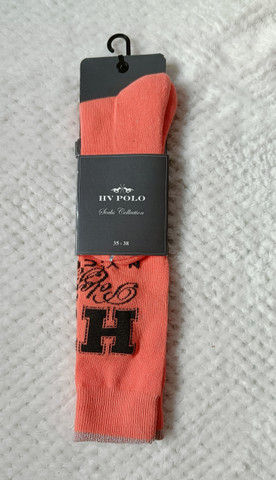 HV POLO
Socks Collection
35 - 38
H